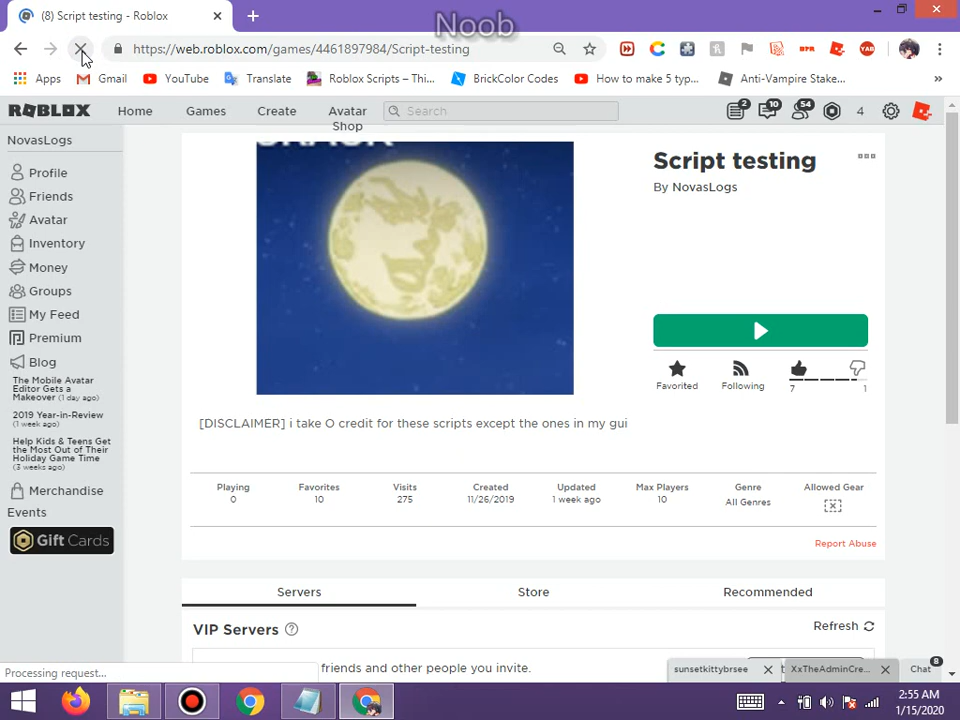 (8) Script testing - Roblox
Noob
https://web.roblox.com/games/4461897984/Script-testing
YAB
Apps
Gmail
YouTube
Translate
Roblox Scripts – Thi...
BrickColor Codes
How to make 5 typ...
Anti-Vampire Stake...
»
ROBLOX
Home
Games
Create
Avatar Shop
Search
2
10
54
4
NovasLogs
Profile
Friends
Avatar
Inventory
Money
Groups
My Feed
Premium
Blog
The Mobile Avatar
Editor Gets a
Makeover (1 day ago)
2019 Year-in-Review
(1 week ago)
Help Kids & Teens Get
the Most Out of Their
Holiday Game Time
(3 weeks ago)
Merchandise
Events
Gift Cards
Script testing
By NovasLogs
Favorited
Following
7
1
[DISCLAIMER] i take O credit for these scripts except the ones in my gui
Playing
0
Favorites
10
Visits
275
Created
11/26/2019
Updated
1 week ago
Max Players
10
Genre
All Genres
Allowed Gear
Report Abuse
Servers
Store
Recommended
VIP Servers
Refresh
friends and other people you invite.
Processing request...
sunsetkittybrsee
XxTheAdminCre...
Chat
8
2:55 AM
1/15/2020